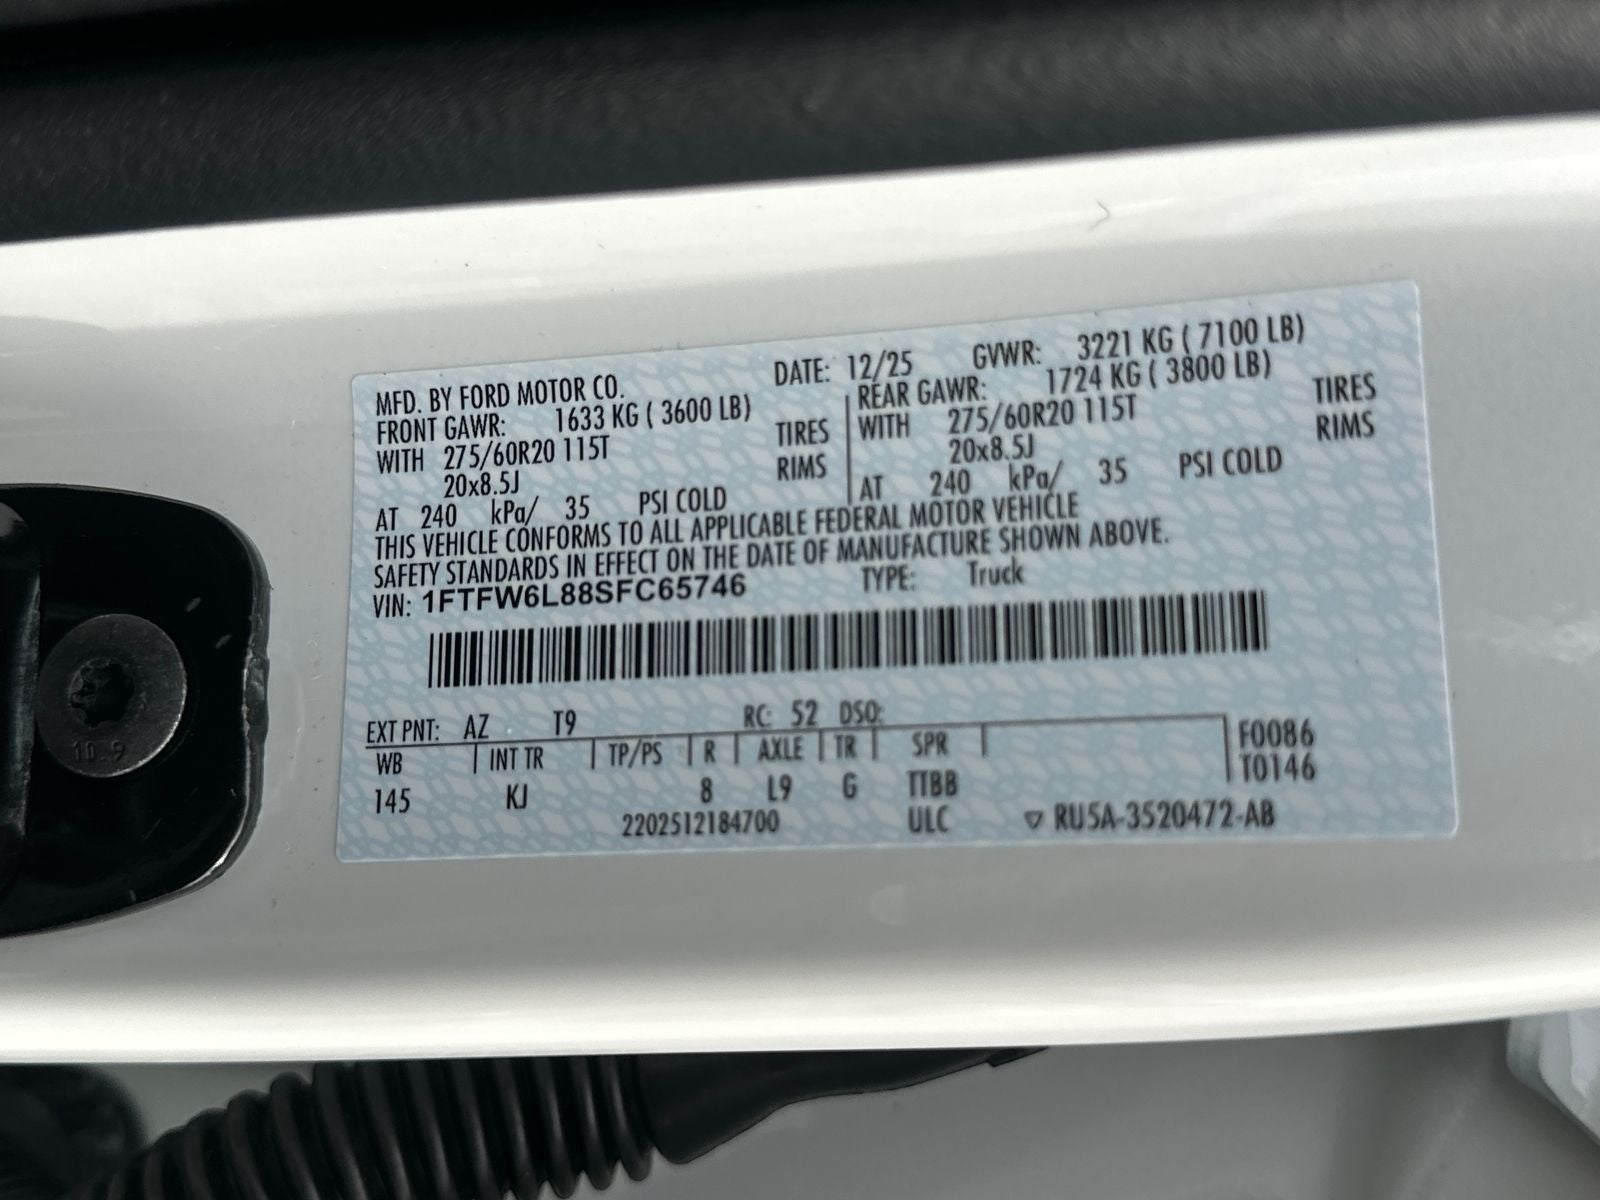 MFD. BY FORD MOTOR CO. DATE: 12/25 GVWR: 3221 KG ( 7100 LB)
FRONT GAWR: 1633 KG ( 3600 LB) REAR GAWR: 1724 KG ( 3800 LB)
WITH 275/60R20 115T TIRES WITH 275/60R20 115T TIRES
20x8.5J RIMS 20x8.5J RIMS
AT 240 kPa/ 35 PSI COLD AT 240 kPa/ 35 PSI COLD
THIS VEHICLE CONFORMS TO ALL APPLICABLE FEDERAL MOTOR VEHICLE
SAFETY STANDARDS IN EFFECT ON THE DATE OF MANUFACTURE SHOWN ABOVE.
VIN: 1FTFW6L88SFC65746 TYPE: Truck
EXT PNT: AZ T9 RC: 52 DSO:
WB INT TR TP/PS R AXLE TR SPR F0086
T0146
145 KJ 8 L9 G TTBB
2202512184700 ULC ▽ RU5A-3520472-AB
10.9